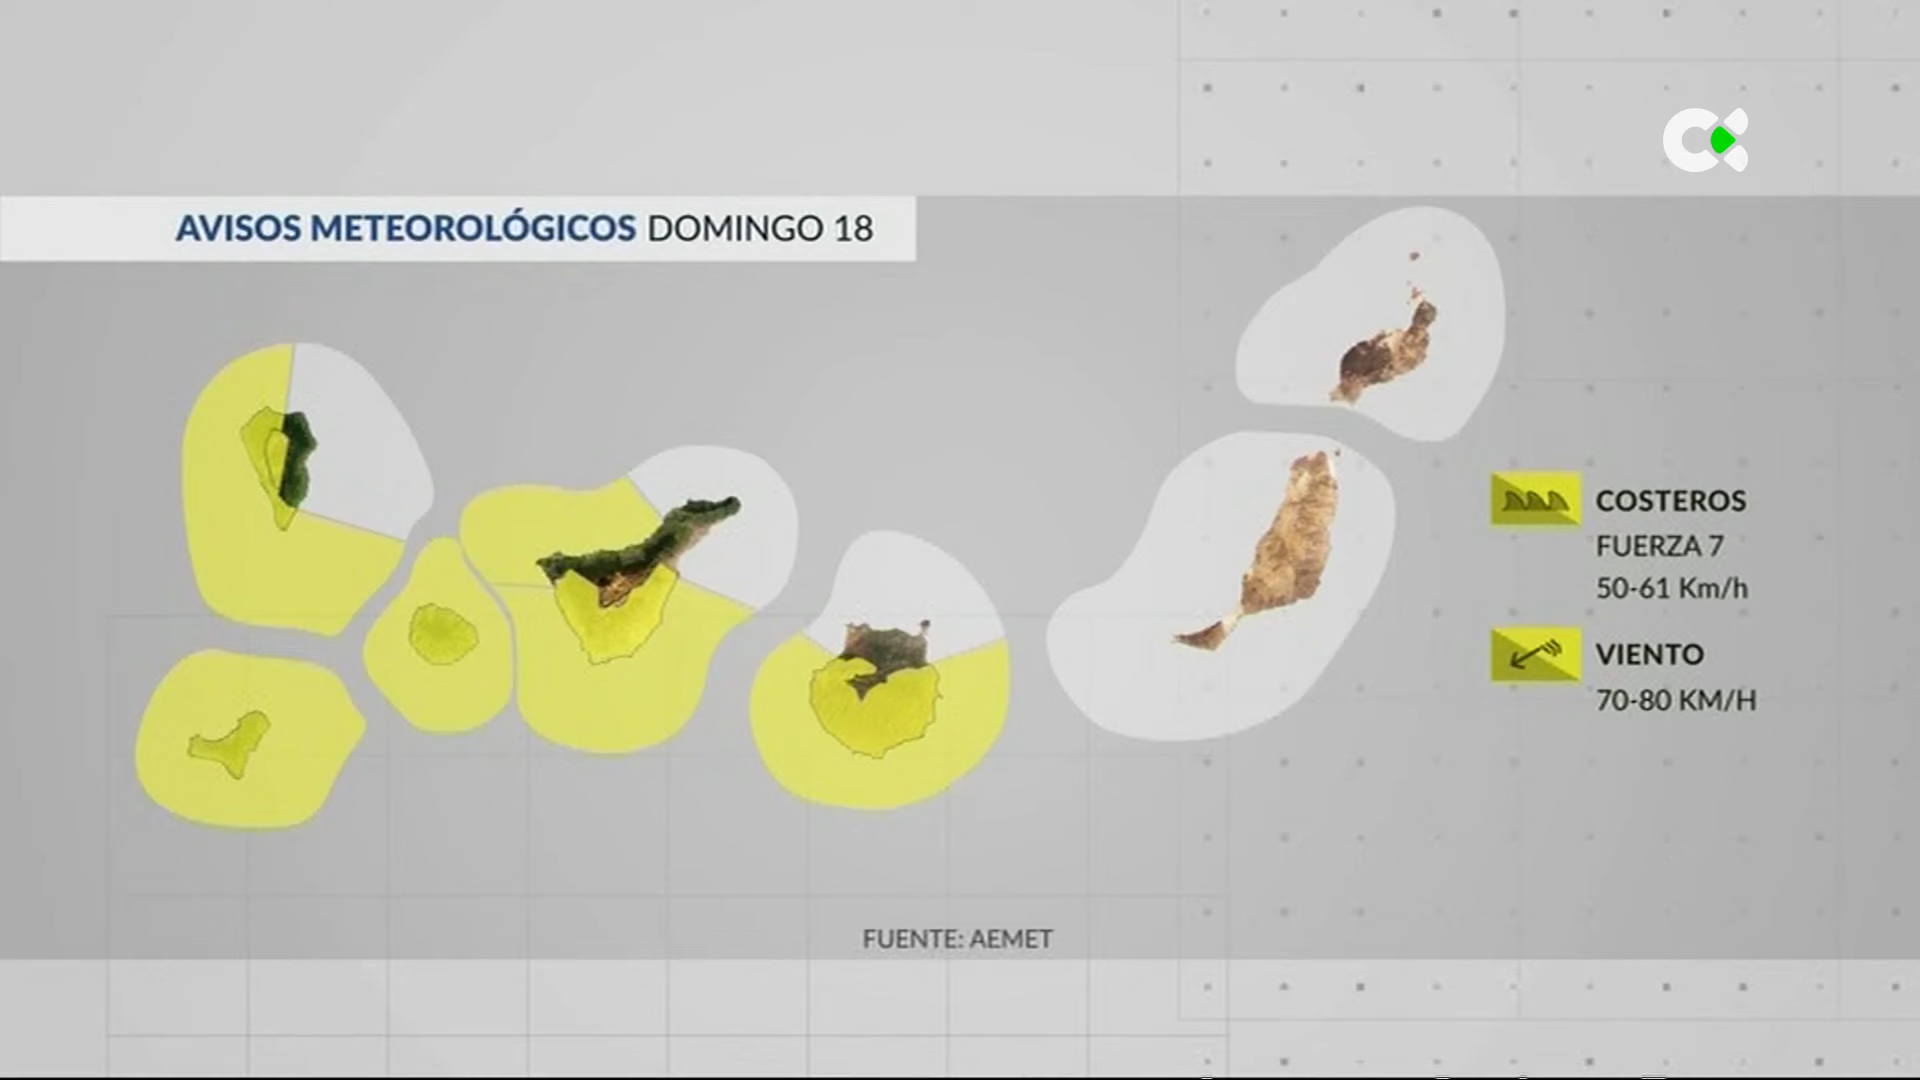 AVISOS METEOROLÓGICOS DOMINGO 18
COSTEROS
FUERZA 7
50-61 Km/h
VIENTO
70-80 KM/H
FUENTE: AEMET